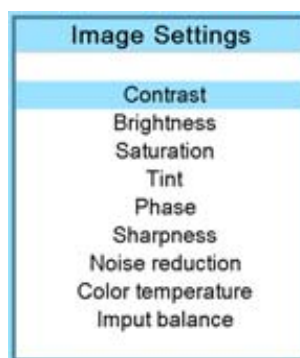 Image Settings
Contrast
Brightness
Saturation
Tint
Phase
Sharpness
Noise reduction
Color temperature
Imput balance